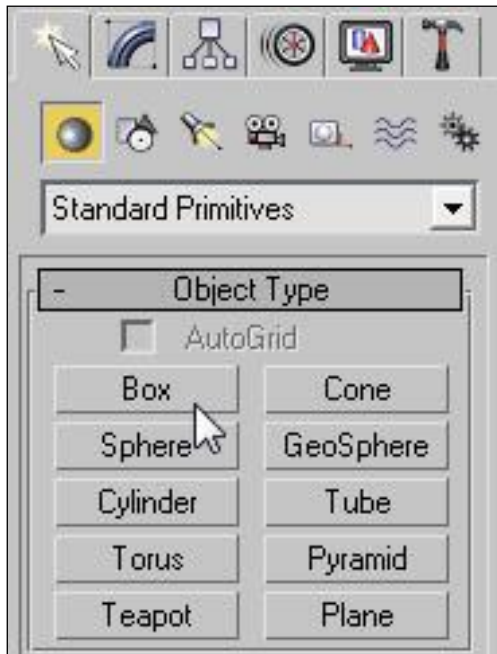 Standard Primitives
- Object Type
AutoGrid
Box Cone
Sphere GeoSphere
Cylinder Tube
Torus Pyramid
Teapot Plane